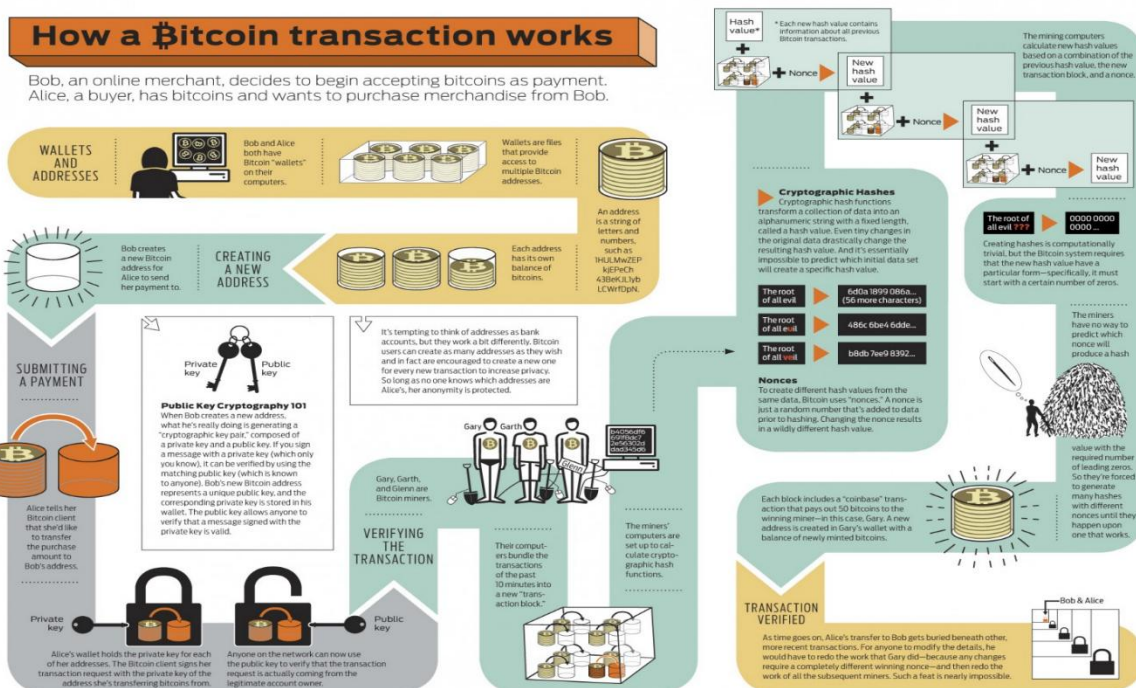 How a Bitcoin transaction works
Bob, an online merchant, decides to begin accepting bitcoins as payment.
Alice, a buyer, has bitcoins and wants to purchase merchandise from Bob.
WALLETS
AND
ADDRESSES
Bob and Alice
both have
Bitcoin "wallets"
on their
computers.
Wallets are files
that provide
access to
multiple Bitcoin
addresses.
An address
is a string of
letters and
numbers,
such as
1HULMwZEP
kjEPeCh
43BeKJL1yb
LCWrfDpN.
Each address
has its own
balance of
bitcoins.
CREATING
A NEW
ADDRESS
Bob creates
a new Bitcoin
address for
Alice to send
her payment to.
SUBMITTING
A PAYMENT
Private
key
Public
key
Public Key Cryptography 101
When Bob creates a new address,
what he's really doing is generating a
"cryptographic key pair," composed of
a private key and a public key. If you sign
a message with a private key (which only
you know), it can be verified by using the
matching public key (which is known
to anyone). Bob's new Bitcoin address
represents a unique public key, and the
corresponding private key is stored in his
wallet. The public key allows anyone to
verify that a message signed with the
private key is valid.
It's tempting to think of addresses as bank
accounts, but they work a bit differently. Bitcoin
users can create as many addresses as they wish
and in fact are encouraged to create a new one
for every new transaction to increase privacy.
So long as no one knows which addresses are
Alice's, her anonymity is protected.
Alice tells her
Bitcoin client
that she'd like
to transfer
the purchase
amount to
Bob's address.
Private
key
Public
key
Alice's wallet holds the private key for each
of her addresses. The Bitcoin client signs her
transaction request with the private key of the
address she's transferring bitcoins from.
Anyone on the network can now use
the public key to verify that the transaction
request is actually coming from the
legitimate account owner.
VERIFYING
THE
TRANSACTION
Gary, Garth,
and Glenn are
Bitcoin miners.
Gary
Garth
Glenn
Their comput-
ers bundle the
transactions
of the past
10 minutes into
a new "trans-
action block."
The miners'
computers are
set up to cal-
culate crypto-
graphic hash
functions.
Hash
value*
* Each new hash value contains
information about all previous
Bitcoin transactions.
+
+ Nonce
New
hash
value
+
+ Nonce
New
hash
value
+
+ Nonce
New
hash
value
The mining computers
calculate new hash values
based on a combination of the
previous hash value, the new
transaction block, and a nonce.
Cryptographic Hashes
Cryptographic hash functions
transform a collection of data into an
alphanumeric string with a fixed length,
called a hash value. Even tiny changes in
the original data drastically change the
resulting hash value. And it's essentially
impossible to predict which initial data set
will create a specific hash value.
The root
of all evil
6d0a 1899 086a...
(56 more characters)
The root
of all euil
486c 6be4 6dde...
The root
of all veil
b8db 7ee9 8392...
Nonces
To create different hash values from the
same data, Bitcoin uses "nonces." A nonce is
just a random number that's added to data
prior to hashing. Changing the nonce results
in a wildly different hash value.
The root
of all evil ???
0000 0000
0000 ...
Creating hashes is computationally
trivial, but the Bitcoin system requires
that the new hash value have a
particular form—specifically, it must
start with a certain number of zeros.
The miners
have no way to
predict which
nonce will
produce a hash
value with the
required number
of leading zeros.
So they're forced
to generate
many hashes
with different
nonces until they
happen upon
one that works.
Each block includes a "coinbase" trans-
action that pays out 50 bitcoins to the
winning miner—in this case, Gary. A new
address is created in Gary's wallet with a
balance of newly minted bitcoins.
TRANSACTION
VERIFIED
Bob & Alice
As time goes on, Alice's transfer to Bob gets buried beneath other,
more recent transactions. For anyone to modify the details, he
would have to redo the work that Gary did—because any changes
require a completely different winning nonce—and then redo the
work of all the subsequent miners. Such a feat is nearly impossible.